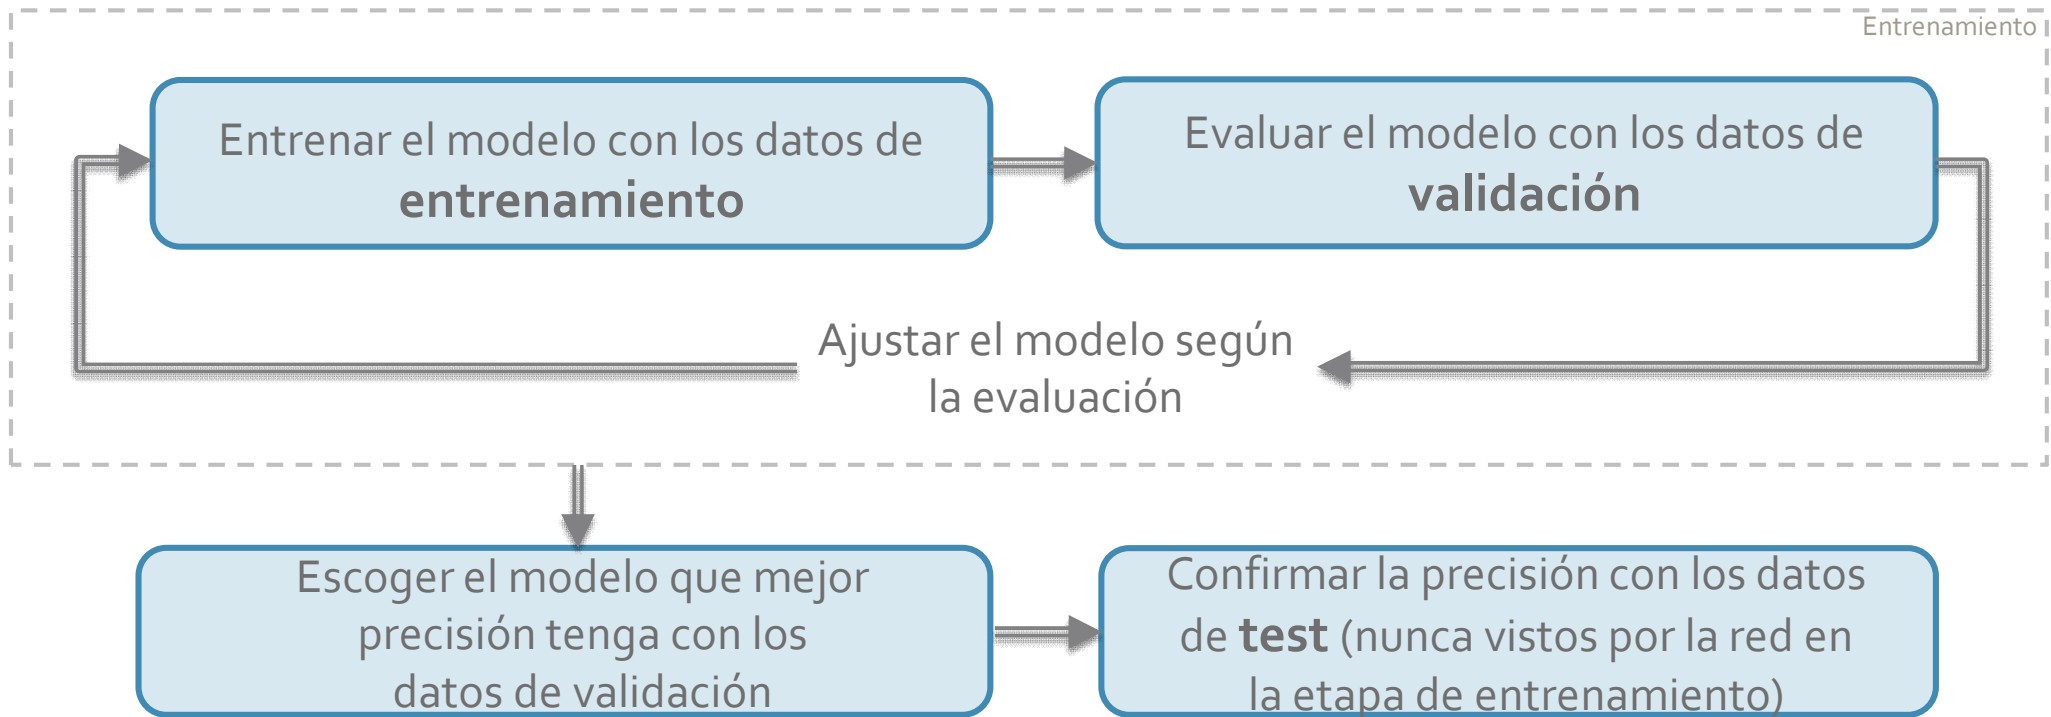 Entrenamiento
Entrenar el modelo con los datos de
entrenamiento
Evaluar el modelo con los datos de
validación
Ajustar el modelo según
la evaluación
Escoger el modelo que mejor
precisión tenga con los
datos de validación
Confirmar la precisión con los datos
de test (nunca vistos por la red en
la etapa de entrenamiento)